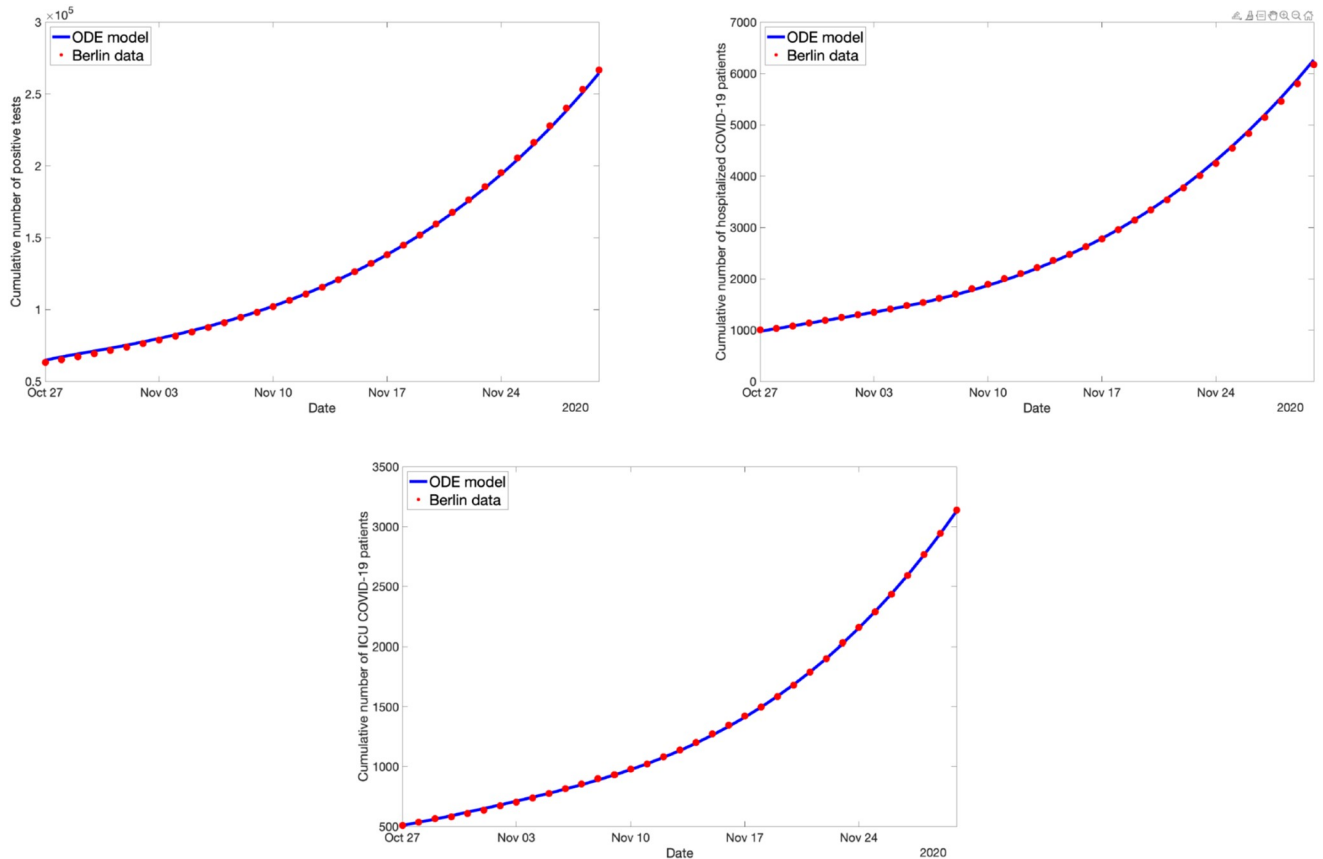 3 ×10⁵
ODE model
Berlin data
2.5
2
1.5
1
0.5
Cumulative number of positive tests
Oct 27 Nov 03 Nov 10 Nov 17 Nov 24
Date
2020
7000
ODE model
Berlin data
6000
5000
4000
3000
2000
1000
0
Cumulative number of hospitalized COVID-19 patients
Oct 27 Nov 03 Nov 10 Nov 17 Nov 24
Date
2020
3500
ODE model
Berlin data
3000
2500
2000
1500
1000
500
Cumulative number of ICU COVID-19 patients
Oct 27 Nov 03 Nov 10 Nov 17 Nov 24
Date
2020